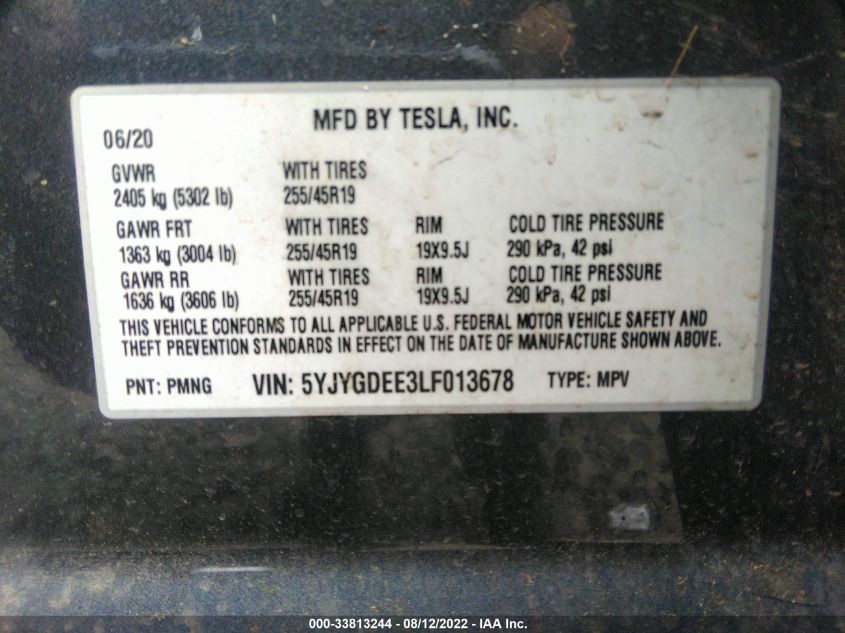 MFD BY TESLA, INC.
06/20
GVWR WITH TIRES
2405 kg (5302 lb) 255/45R19
GAWR FRT WITH TIRES RIM COLD TIRE PRESSURE
1363 kg (3004 lb) 255/45R19 19X9.5J 290 kPa, 42 psi
GAWR RR WITH TIRES RIM COLD TIRE PRESSURE
1636 kg (3606 lb) 255/45R19 19X9.5J 290 kPa, 42 psi
THIS VEHICLE CONFORMS TO ALL APPLICABLE U.S. FEDERAL MOTOR VEHICLE SAFETY AND
THEFT PREVENTION STANDARDS IN EFFECT ON THE DATE OF MANUFACTURE SHOWN ABOVE.
PNT: PMNG VIN: 5YJYGDEE3LF013678 TYPE: MPV
000-33813244 - 08/12/2022 - IAA Inc.